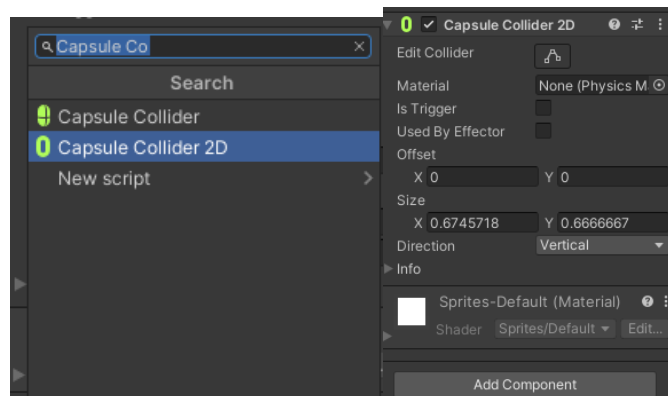 Capsule Co
Search
Capsule Collider
Capsule Collider 2D
New script
Capsule Collider 2D
Edit Collider
Material None (Physics M
Is Trigger
Used By Effector
Offset
X 0 Y 0
Size
X 0.6745718 Y 0.6666667
Direction Vertical
Info
Sprites-Default (Material)
Shader Sprites/Default Edit...
Add Component